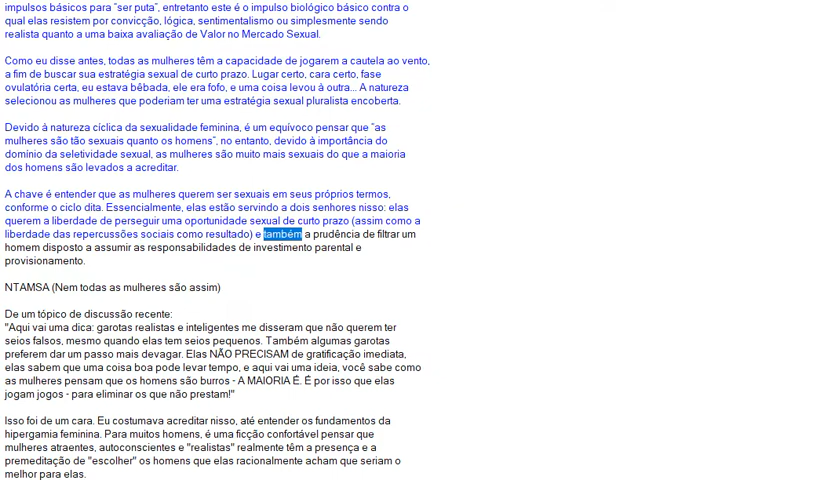 impulsos básicos para "ser puta", entretanto este é o impulso biológico básico contra o
qual elas resistem por convicção, lógica, sentimentalismo ou simplesmente sendo
realista quanto a uma baixa avaliação de Valor no Mercado Sexual.
Como eu disse antes, todas as mulheres têm a capacidade de jogarem a cautela ao vento,
a fim de buscar sua estratégia sexual de curto prazo. Lugar certo, cara certo, fase
ovulatória certa, eu estava bêbada, ele era fofo, e uma coisa levou à outra... A natureza
selecionou as mulheres que poderiam ter uma estratégia sexual pluralista encoberta.
Devido à natureza cíclica da sexualidade feminina, é um equívoco pensar que "as
mulheres são tão sexuais quanto os homens", no entanto, devido à importância do
domínio da seletividade sexual, as mulheres são muito mais sexuais do que a maioria
dos homens são levados a acreditar.
A chave é entender que as mulheres querem ser sexuais em seus próprios termos,
conforme o ciclo dita. Essencialmente, elas estão servindo a dois senhores nisso: elas
querem a liberdade de perseguir uma oportunidade sexual de curto prazo (assim como a
liberdade das repercussões sociais como resultado) e também a prudência de filtrar um
homem disposto a assumir as responsabilidades de investimento parental e
provisionamento.
NTAMSA (Nem todas as mulheres são assim)
De um tópico de discussão recente:
"Aqui vai uma dica: garotas realistas e inteligentes me disseram que não querem ter
seios falsos, mesmo quando elas tem seios pequenos. Também algumas garotas
preferem dar um passo mais devagar. Elas NÃO PRECISAM de gratificação imediata,
elas sabem que uma coisa boa pode levar tempo, e aqui vai uma ideia, você sabe como
as mulheres pensam que os homens são burros - A MAIORIA É. É por isso que elas
jogam jogos - para eliminar os que não prestam!"
Isso foi de um cara. Eu costumava acreditar nisso, até entender os fundamentos da
hipergamia feminina. Para muitos homens, é uma ficção confortável pensar que
mulheres atraentes, autoconscientes e "realistas" realmente têm a presença e a
premeditação de "escolher" os homens que elas racionalmente acham que seriam o
melhor para elas.